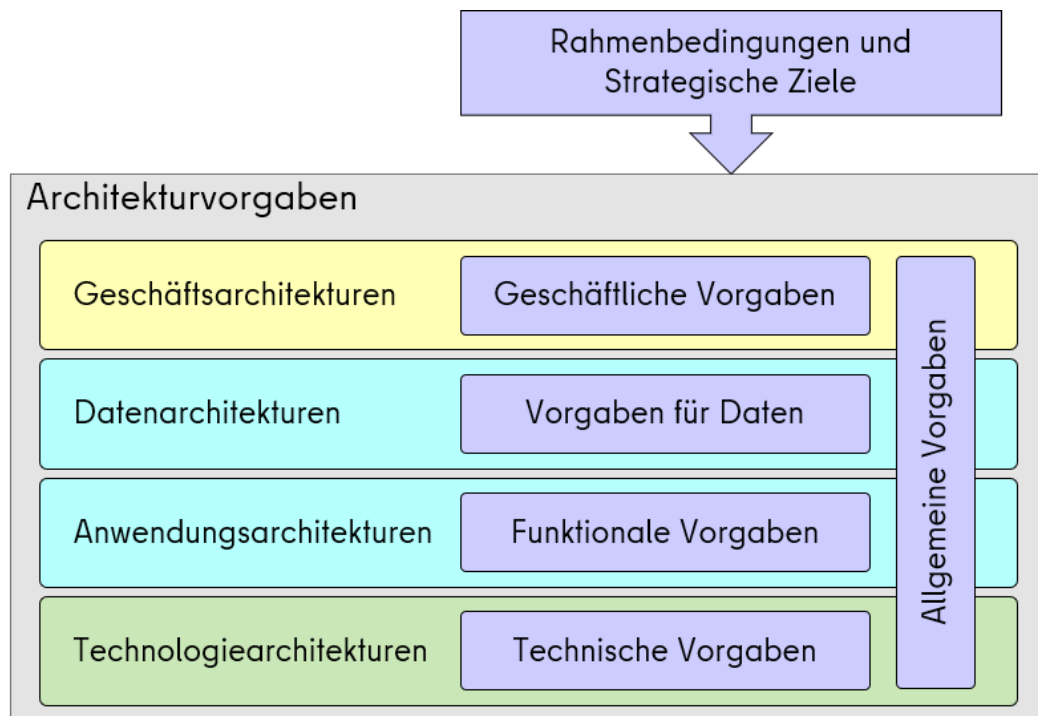 Rahmenbedingungen und
Strategische Ziele
Architekturvorgaben
Geschäftsarchitekturen
Geschäftliche Vorgaben
Datenarchitekturen
Vorgaben für Daten
Anwendungsarchitekturen
Funktionale Vorgaben
Technologiearchitekturen
Technische Vorgaben
Allgemeine Vorgaben